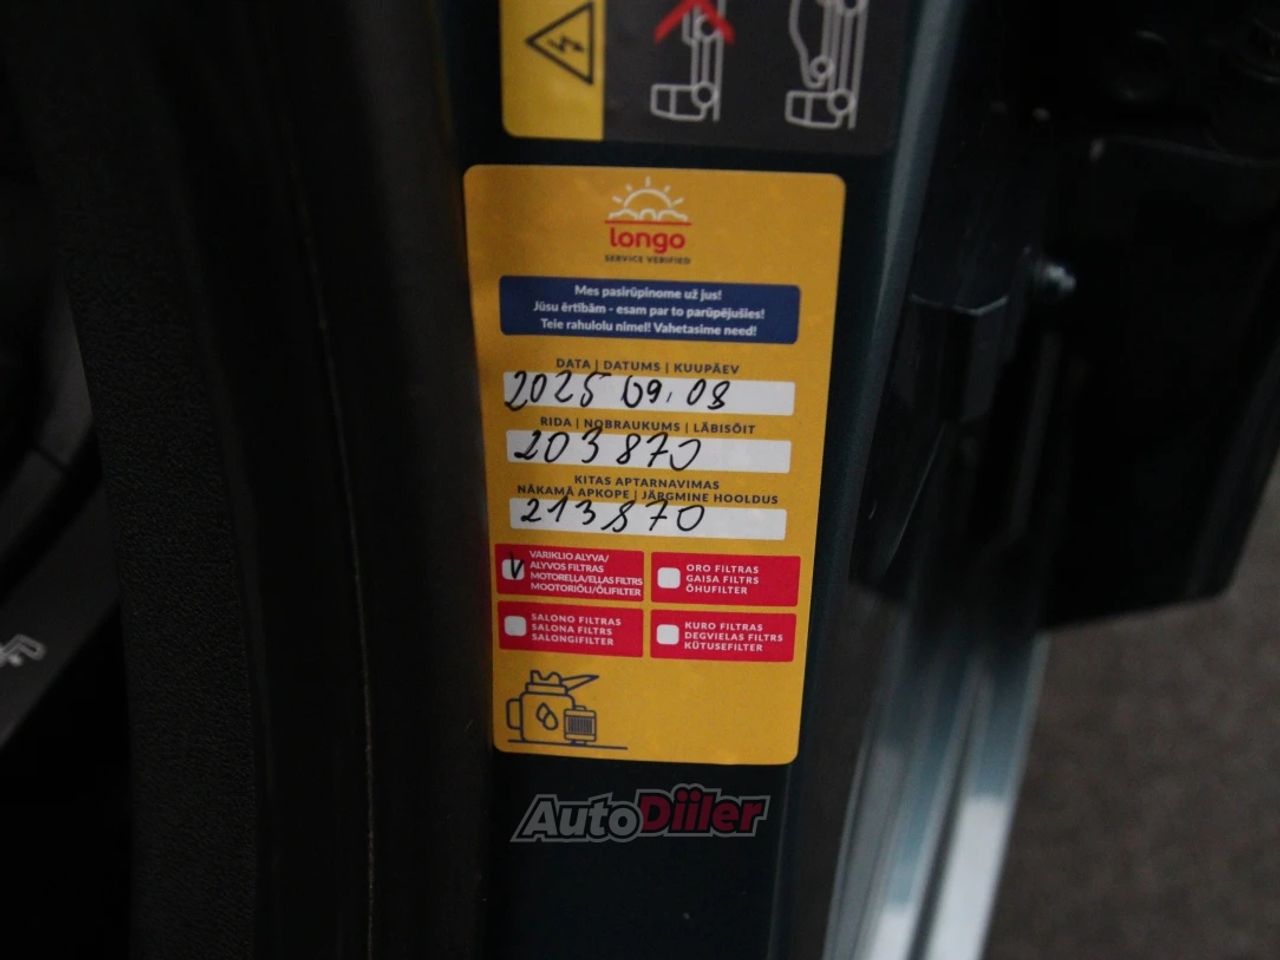 longo
SERVICE VERIFIED
Mes pasirūpinome už jus!
Jūsu ērtībām - esam par to parūpējušies!
Teie rahulolu nimel! Vahetasime need!
DATA | DATUMS | KUUPÄEV
2025 09. 08
RIDA | NOBRAUKUMS | LÄBISÕIT
203870
KITAS APTARNAVIMAS
NĀKAMĀ APKOPE | JÄRGMINE HOOLDUS
213870
V
VARIKLIO ALYVA/
ALYVOS FILTRAS
MOTOREĻĻA/EĻĻAS FILTRS
MOOTORIÕLI/ÕLIFILTER
ORO FILTRAS
GAISA FILTRS
ÕHUFILTER
SALONO FILTRAS
SALONA FILTRS
SALONGIFILTER
KURO FILTRAS
DEGVIELAS FILTRS
KÜTUSEFILTER
AutoDiiler